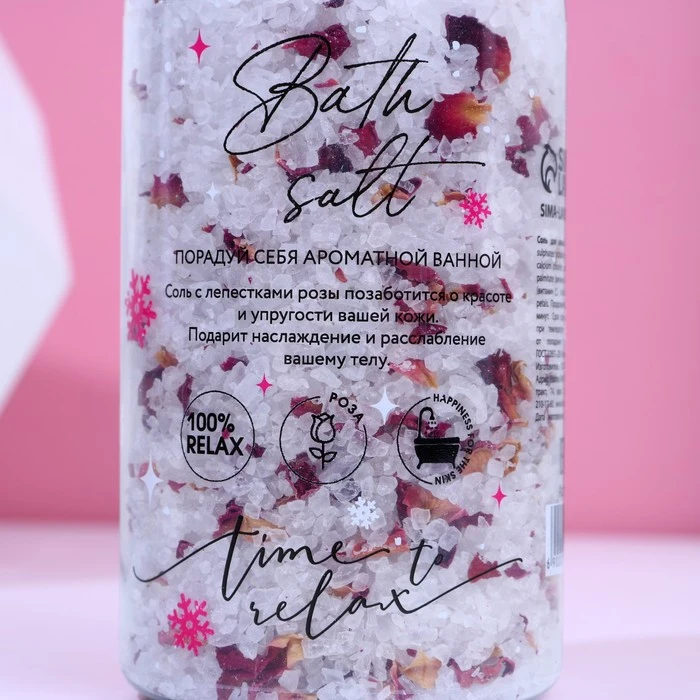 Bath
salt
ПОРАДУЙ СЕБЯ АРОМАТНОЙ ВАННОЙ
Соль с лепестками розы позаботится о красоте
и упругости вашей кожи.
Подарит наслаждение и расслабление
вашему телу.
100%
RELAX
РОЗА
HAPPINESS FOR THE SKIN
time to
relax